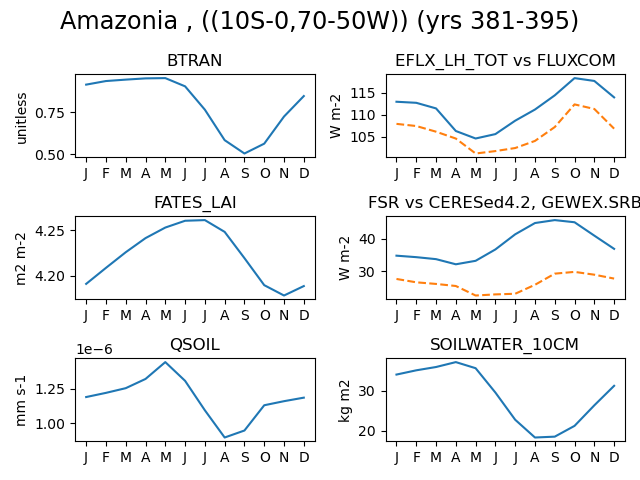 Amazonia , ((10S-0,70-50W)) (yrs 381-395)
BTRAN
unitless
0.75
0.50
J F M A M J J A S O N D
EFLX_LH_TOT vs FLUXCOM
W m-2
115
110
105
J F M A M J J A S O N D
FATES_LAI
m2 m-2
4.25
4.20
J F M A M J J A S O N D
FSR vs CERESed4.2, GEWEX.SRB
W m-2
40
30
J F M A M J J A S O N D
QSOIL
1e−6
mm s-1
1.25
1.00
J F M A M J J A S O N D
SOILWATER_10CM
kg m2
30
20
J F M A M J J A S O N D